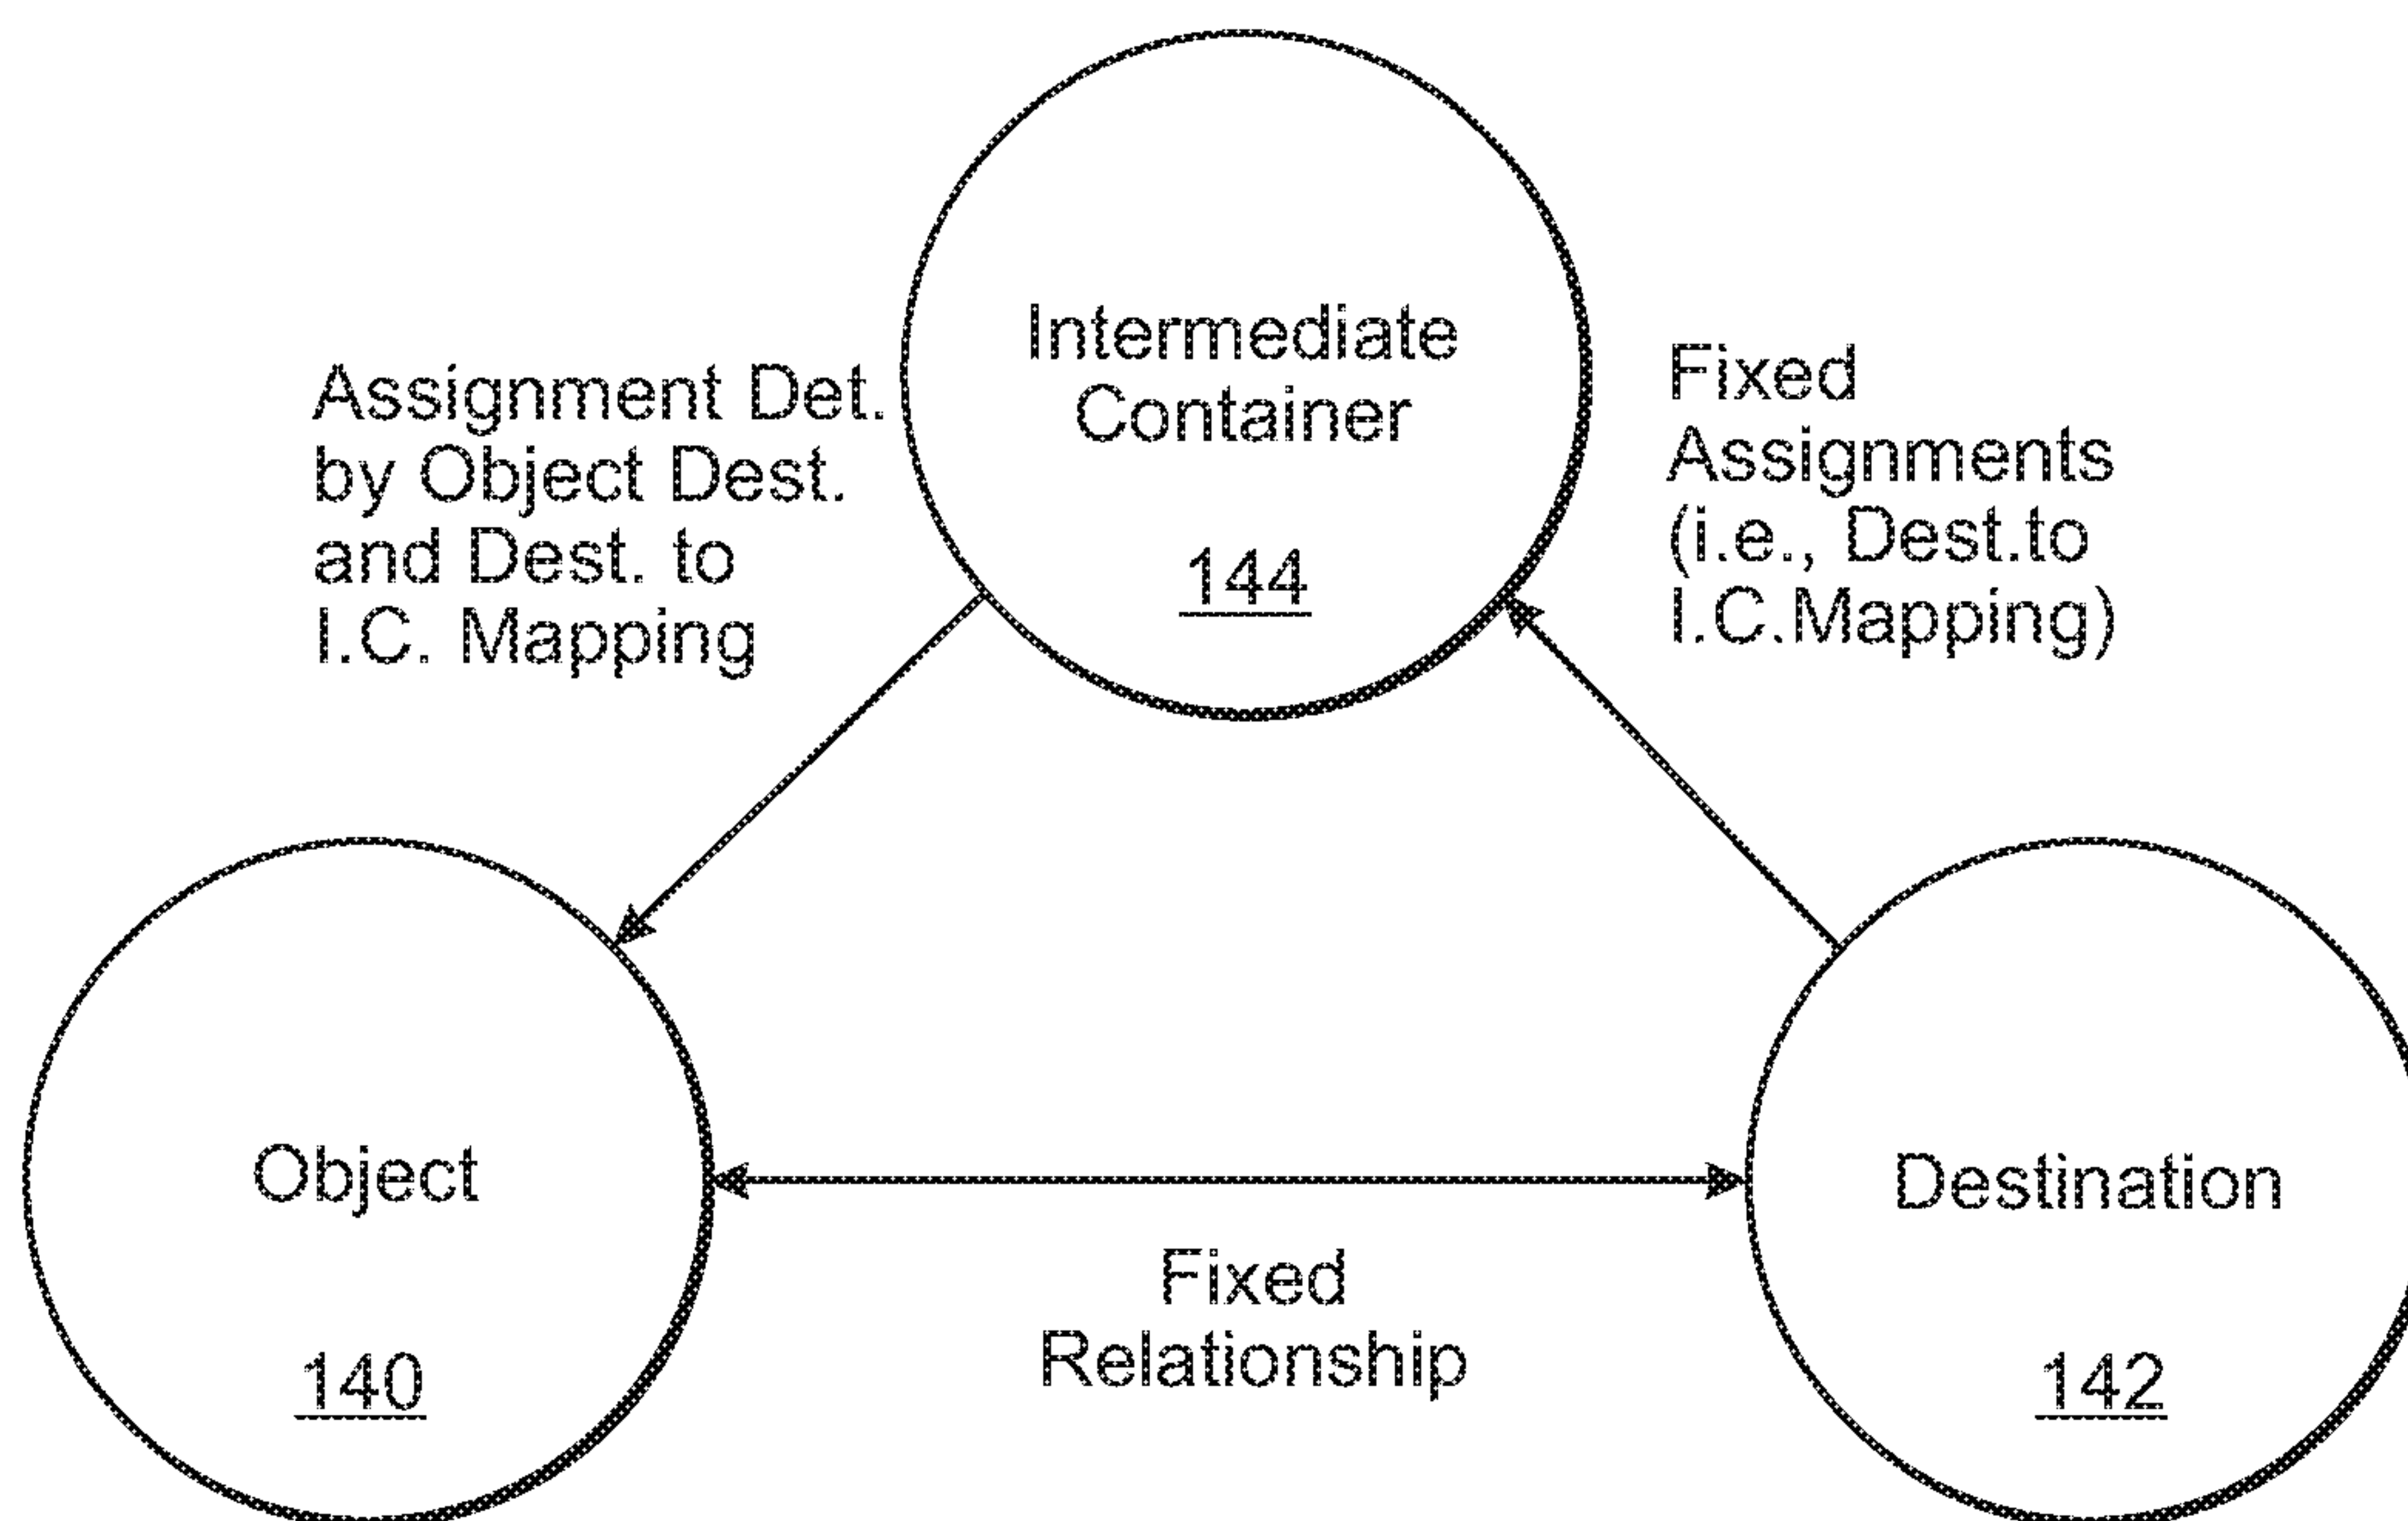 Intermediate
Container
144
Assignment Det.
by Object Dest.
and Dest. to
I.C. Mapping
Fixed
Assignments
(i.e., Dest.to
I.C.Mapping)
Object
140
Fixed
Relationship
Destination
142